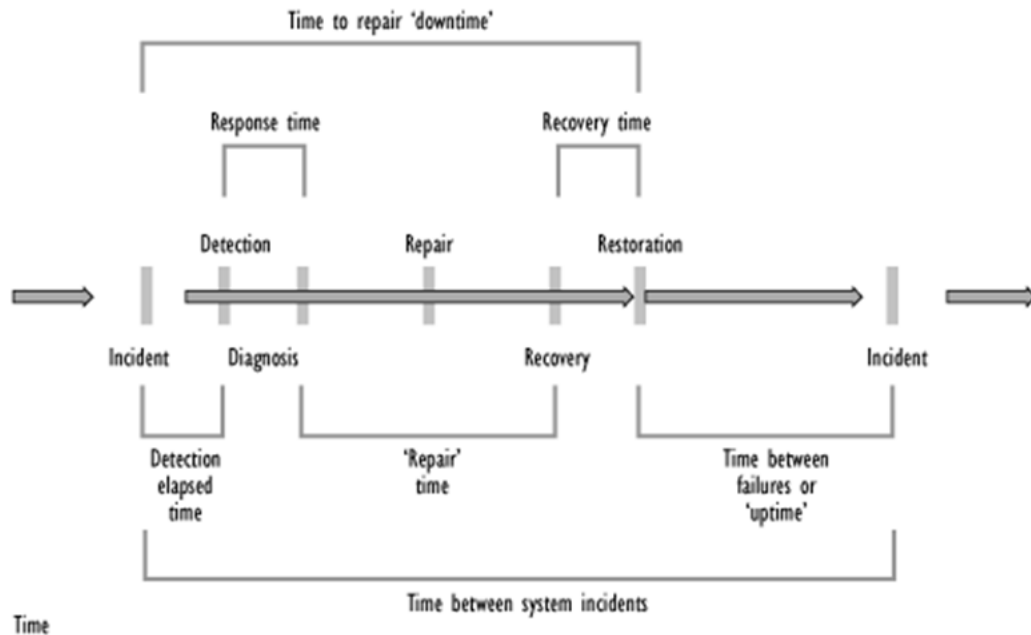 Time to repair ‘downtime’
Response time
Recovery time
Detection
Repair
Restoration
Incident
Diagnosis
Recovery
Incident
Detection
elapsed
time
‘Repair’
time
Time between
failures or
‘uptime’
Time between system incidents
Time